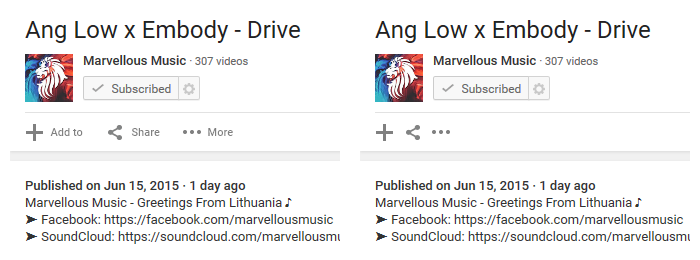 Ang Low x Embody - Drive
Marvellous Music · 307 videos
Subscribed
Add to Share More
Published on Jun 15, 2015 · 1 day ago
Marvellous Music - Greetings From Lithuania ♪
➤ Facebook: https://facebook.com/marvellousmusic
➤ SoundCloud: https://soundcloud.com/marvellousmu
Ang Low x Embody - Drive
Marvellous Music · 307 videos
Subscribed
Published on Jun 15, 2015 · 1 day ago
Marvellous Music - Greetings From Lithuania ♪
➤ Facebook: https://facebook.com/marvellousmusic
➤ SoundCloud: https://soundcloud.com/marvellousmu